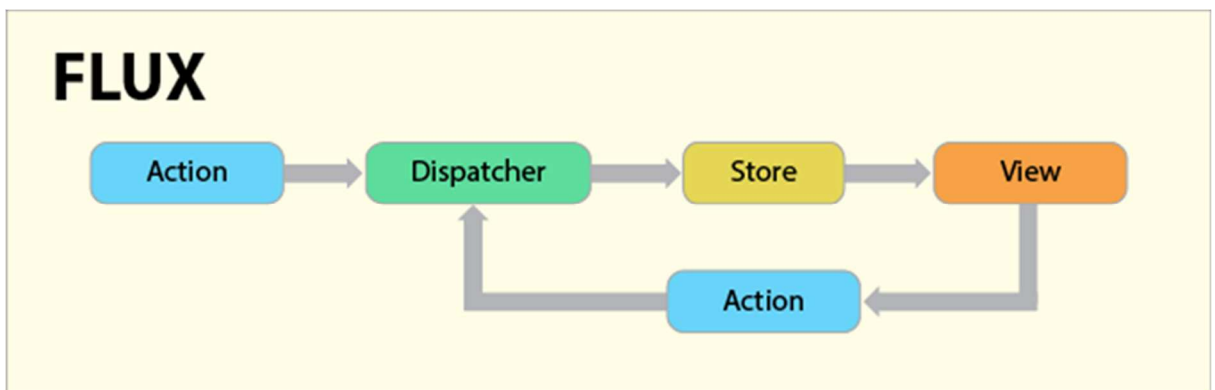 FLUX
Action
Dispatcher
Store
View
Action